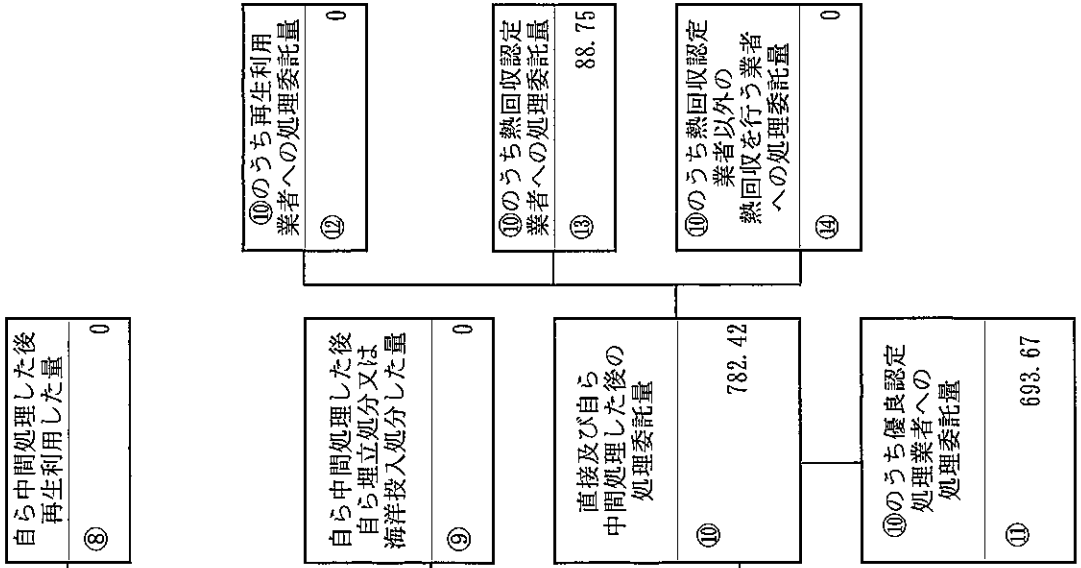 自ら中間処理した後
再生利用した量
⑧ 0
自ら中間処理した後
自ら埋立処分又は
海洋投入処分した量
⑨ 0
直接及び自ら
中間処理した後の
処理委託量
⑩ 782.42
⑩のうち優良認定
処理業者への
処理委託量
⑪ 693.67
⑩のうち再生利用
業者への処理委託量
⑫ 0
⑩のうち熱回収認定
業者への処理委託量
⑬ 88.75
⑩のうち熱回収認定
業者以外の
熱回収を行う業者
への処理委託量
⑭ 0